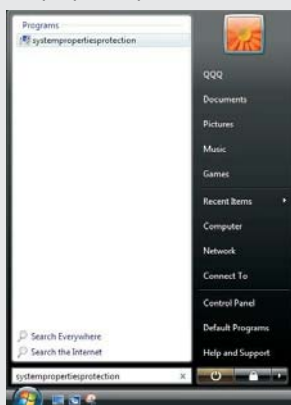 Programs
systempropertiesprotection
QQQ
Documents
Pictures
Music
Games
Recent Items
Computer
Network
Connect To
Control Panel
Default Programs
Help and Support
Search Everywhere
Search the Internet
systempropertiesprotection